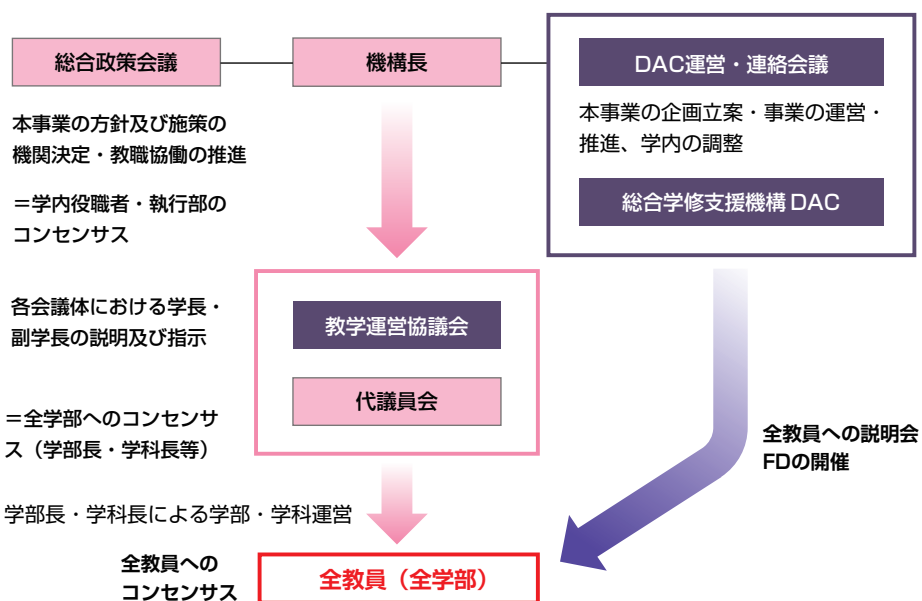 総合政策会議
機構長
DAC運営・連絡会議
本事業の企画立案・事業の運営・
推進、学内の調整
総合学修支援機構DAC
本事業の方針及び施策の
機関決定・教職協働の推進
＝学内役職者・執行部の
コンセンサス
各会議体における学長・
副学長の説明及び指示
教学運営協議会
代議員会
＝全学部へのコンセンサ
ス（学部長・学科長等）
全教員への説明会
FDの開催
学部長・学科長による学部・学科運営
全教員への
コンセンサス
全教員（全学部）